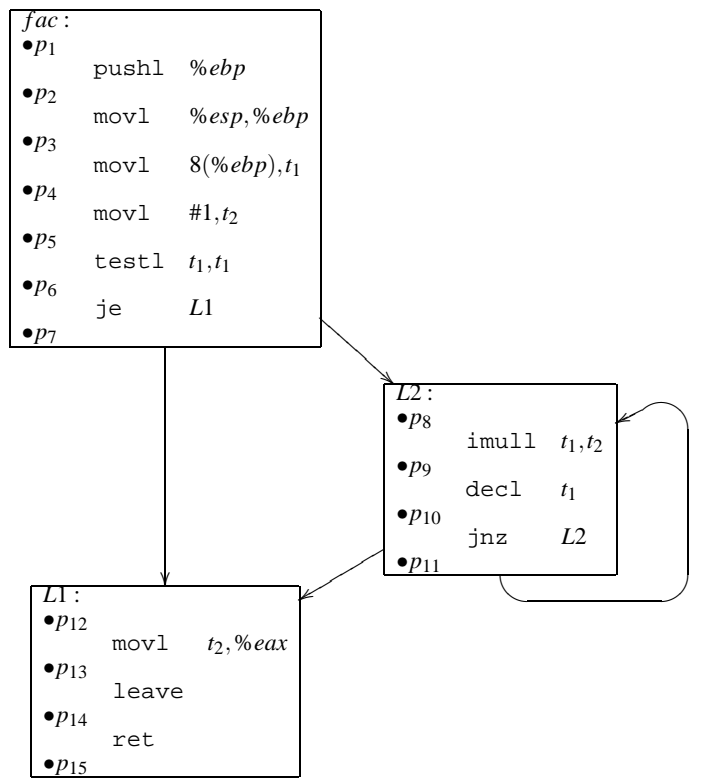 fac :
•p₁
pushl %ebp
•p₂
movl %esp,%ebp
•p₃
movl 8(%ebp),t₁
•p₄
movl #1,t₂
•p₅
testl t₁,t₁
•p₆
je L1
•p₇
L2 :
•p₈
imull t₁,t₂
•p₉
decl t₁
•p₁₀
jnz L2
•p₁₁
L1 :
•p₁₂
movl t₂,%eax
•p₁₃
leave
•p₁₄
ret
•p₁₅